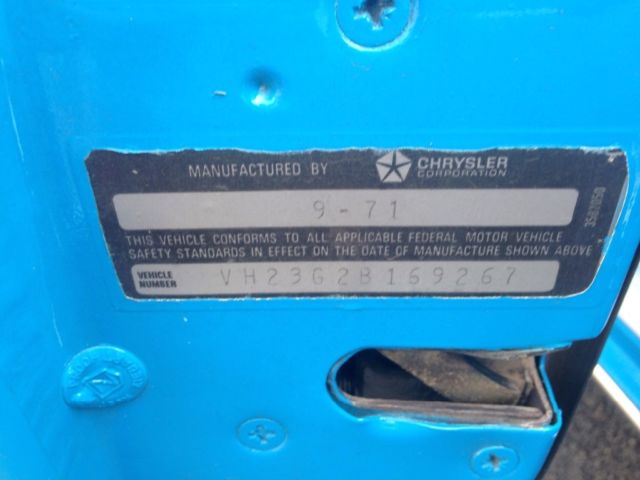 MANUFACTURED BY CHRYSLER CORPORATION
9-71
THIS VEHICLE CONFORMS TO ALL APPLICABLE FEDERAL MOTOR VEHICLE
SAFETY STANDARDS IN EFFECT ON THE DATE OF MANUFACTURE SHOWN ABOVE
VEHICLE NUMBER VH23G2B169267